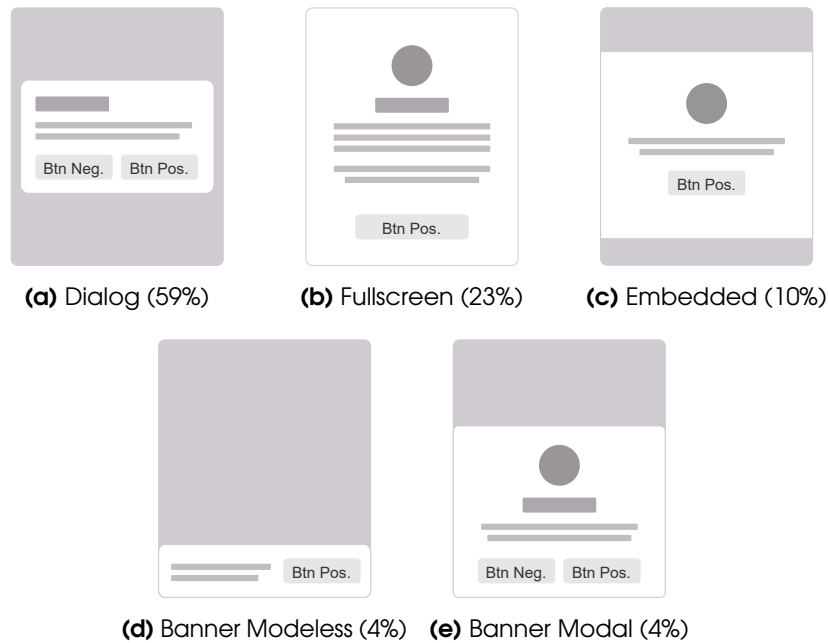 Btn Neg. Btn Pos.
Btn Pos.
Btn Pos.
(a) Dialog (59%) (b) Fullscreen (23%) (c) Embedded (10%)
Btn Pos.
Btn Neg. Btn Pos.
(d) Banner Modeless (4%) (e) Banner Modal (4%)